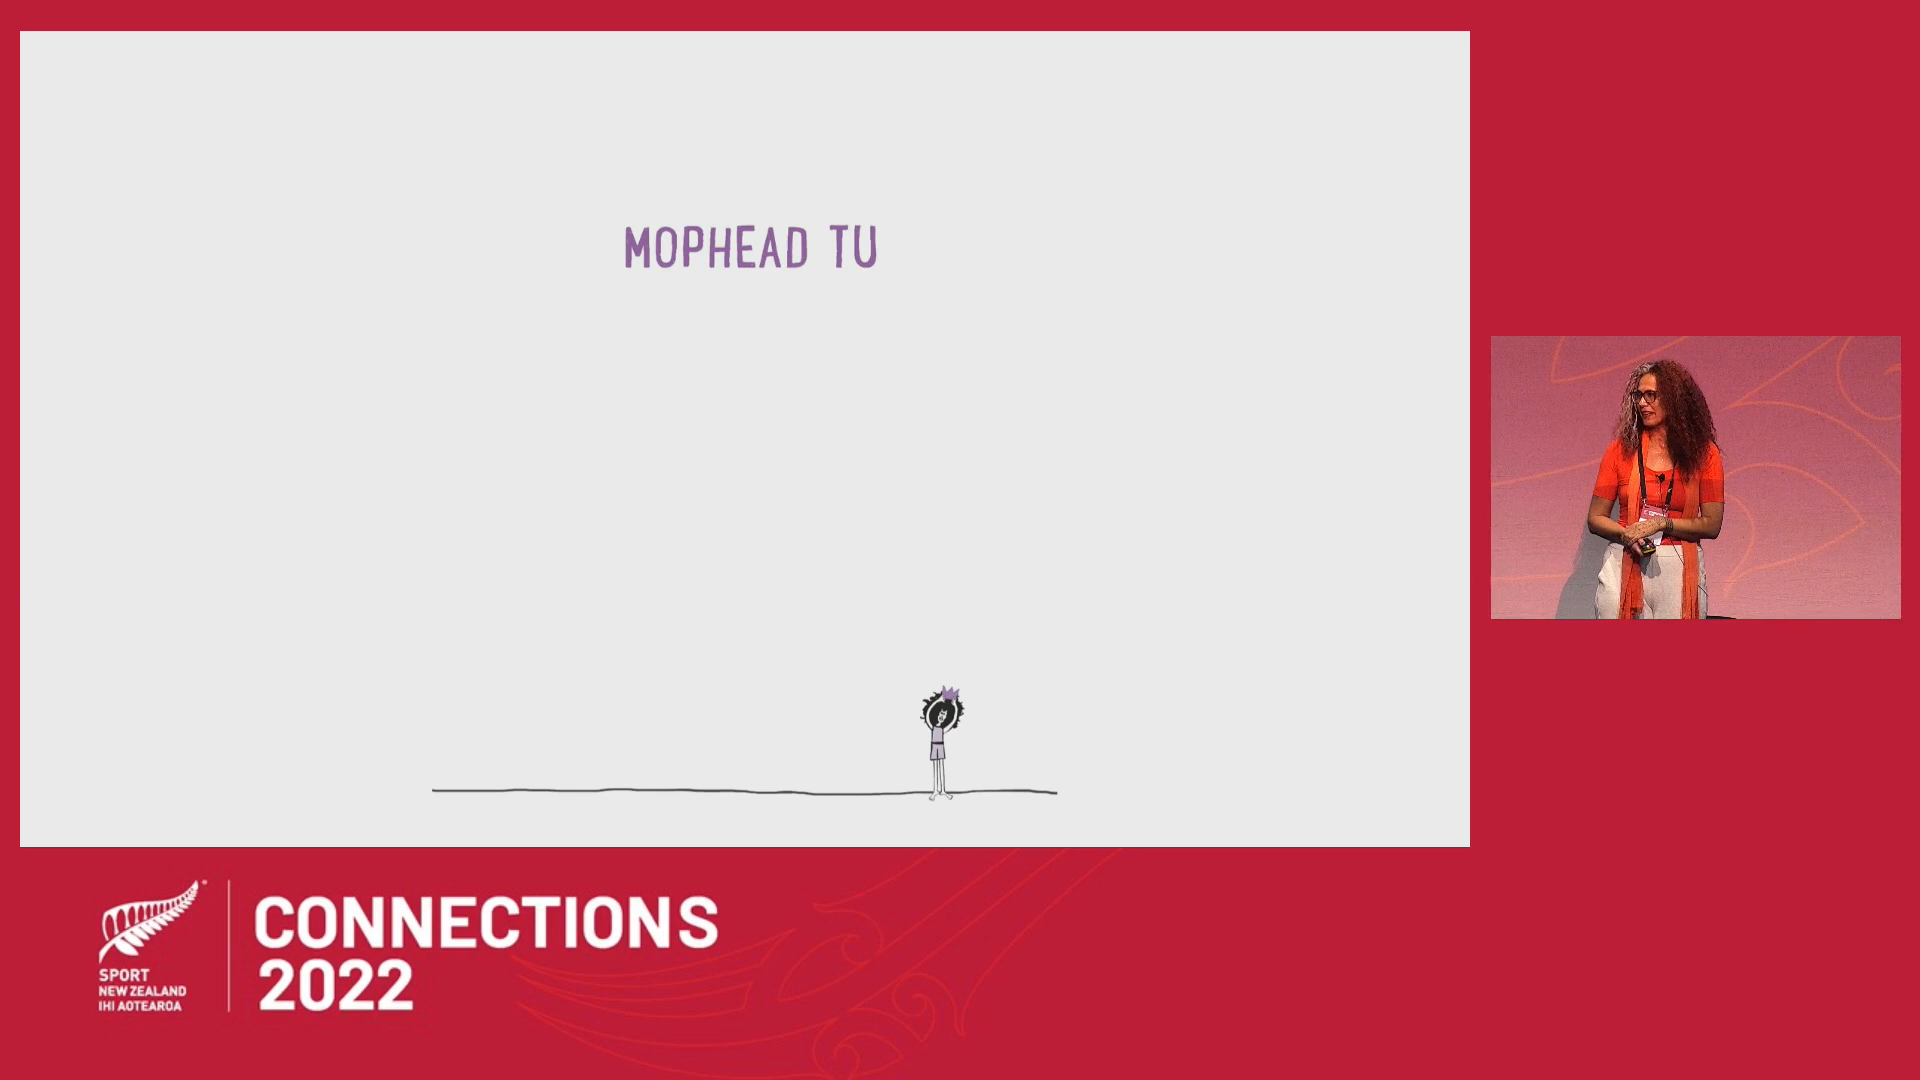 MOPHEAD TU
SPORT
NEW ZEALAND
IHI AOTEAROA
CONNECTIONS
2022